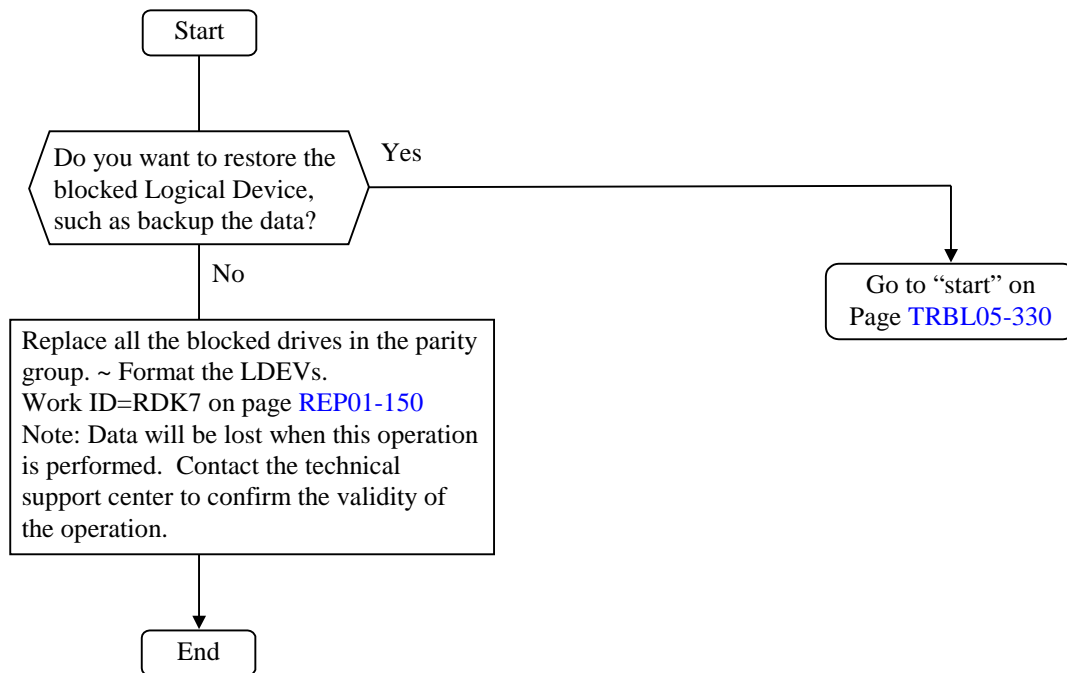 Start
Do you want to restore the
blocked Logical Device,
such as backup the data?
Yes
No
Go to “start” on
Page TRBL05-330
Replace all the blocked drives in the parity
group. ~ Format the LDEVs.
Work ID=RDK7 on page REP01-150
Note: Data will be lost when this operation
is performed.  Contact the technical
support center to confirm the validity of
the operation.
End